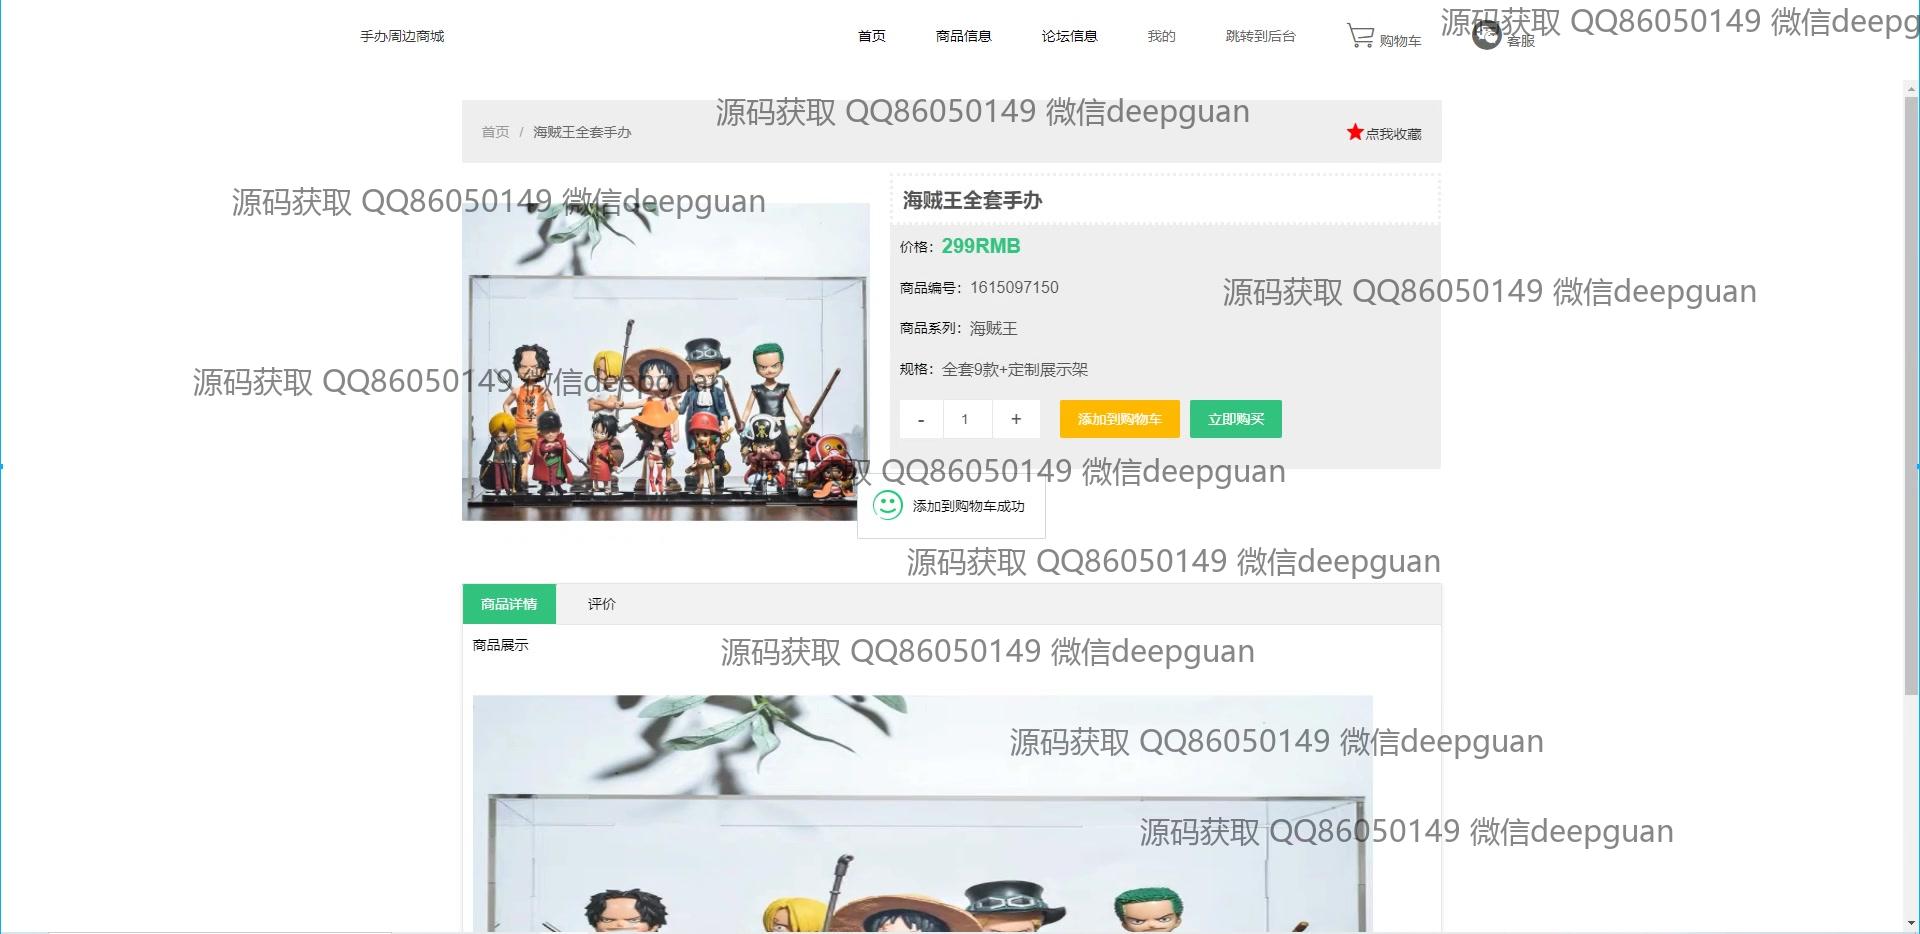 手办周边商城
首页
商品信息
论坛信息
我的
跳转到后台
购物车
客服
源码获取 QQ86050149 微信deepg
源码获取 QQ86050149 微信deepguan
首页 / 海贼王全套手办
点我收藏
源码获取 QQ86050149 微信deepguan
海贼王全套手办
价格：299RMB
商品编号：1615097150
源码获取 QQ86050149 微信deepguan
商品系列：海贼王
规格：全套9款+定制展示架
源码获取 QQ86050149 微信deepguan
- 1 +
添加到购物车
立即购买
源码获取 QQ86050149 微信deepguan
添加到购物车成功
源码获取 QQ86050149 微信deepguan
商品详情
评价
商品展示
源码获取 QQ86050149 微信deepguan
源码获取 QQ86050149 微信deepguan
源码获取 QQ86050149 微信deepguan